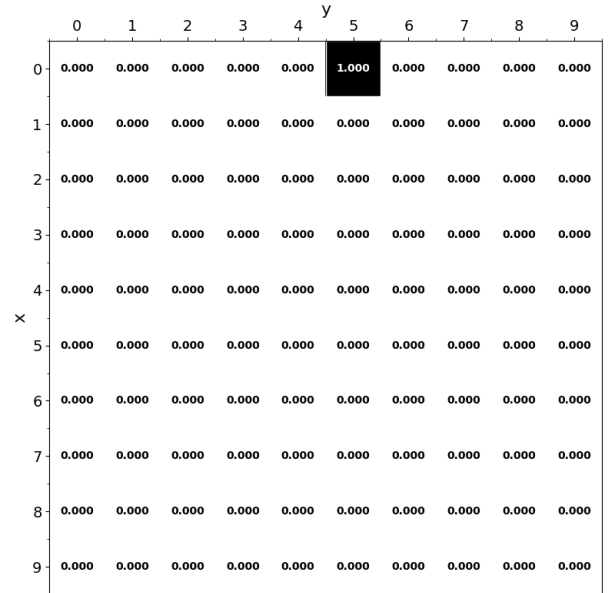 y
0 1 2 3 4 5 6 7 8 9
0 0.000 0.000 0.000 0.000 0.000 1.000 0.000 0.000 0.000 0.000
1 0.000 0.000 0.000 0.000 0.000 0.000 0.000 0.000 0.000 0.000
2 0.000 0.000 0.000 0.000 0.000 0.000 0.000 0.000 0.000 0.000
3 0.000 0.000 0.000 0.000 0.000 0.000 0.000 0.000 0.000 0.000
4 0.000 0.000 0.000 0.000 0.000 0.000 0.000 0.000 0.000 0.000
x
5 0.000 0.000 0.000 0.000 0.000 0.000 0.000 0.000 0.000 0.000
6 0.000 0.000 0.000 0.000 0.000 0.000 0.000 0.000 0.000 0.000
7 0.000 0.000 0.000 0.000 0.000 0.000 0.000 0.000 0.000 0.000
8 0.000 0.000 0.000 0.000 0.000 0.000 0.000 0.000 0.000 0.000
9 0.000 0.000 0.000 0.000 0.000 0.000 0.000 0.000 0.000 0.000